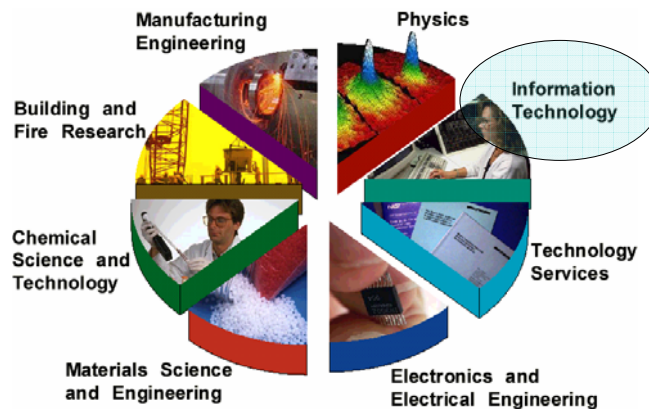 Manufacturing
Engineering
Physics
Information
Technology
Building and
Fire Research
Chemical
Science and
Technology
Technology
Services
Materials Science
and Engineering
Electronics and
Electrical Engineering